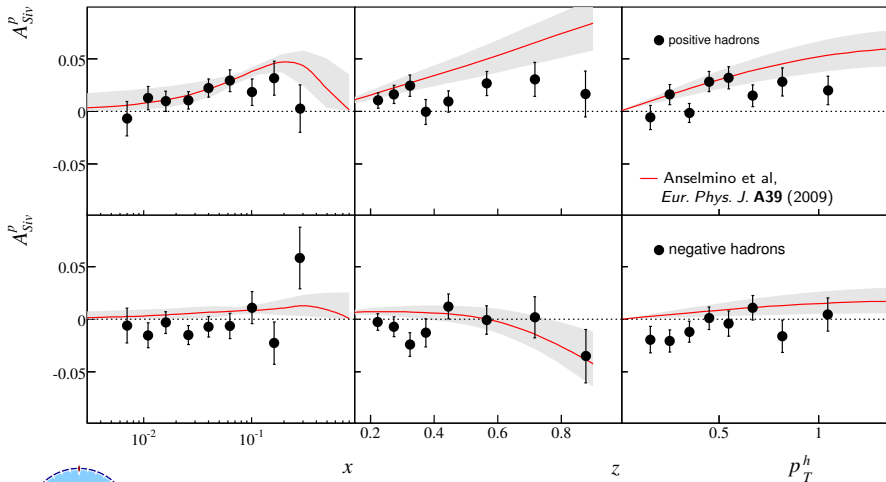 A^p_Siv
0.05
0
-0.05
positive hadrons
Anselmino et al,
Eur. Phys. J. A39 (2009)
A^p_Siv
0.05
0
-0.05
negative hadrons
10^-2 10^-1 0.2 0.4 0.6 0.8 0.5 1
x z p^h_T